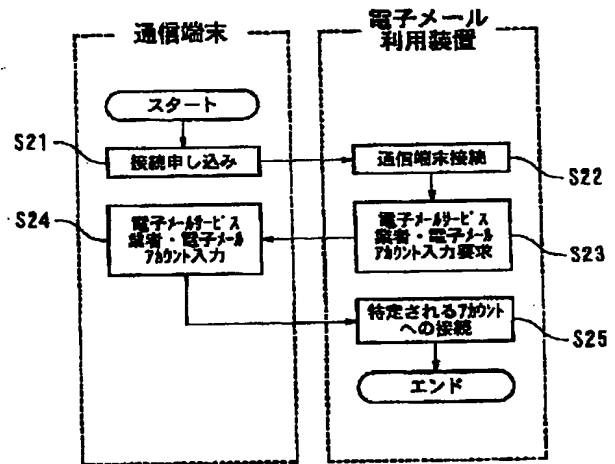 通信端末
電子メール
利用装置
スタート
S21
接続申し込み
通信端末接続
S22
S24
電子メールサービス
業者・電子メール
アカウント入力
電子メールサービス
業者・電子メール
アカウント入力要求
S23
特定されるアカウント
への接続
S25
エンド